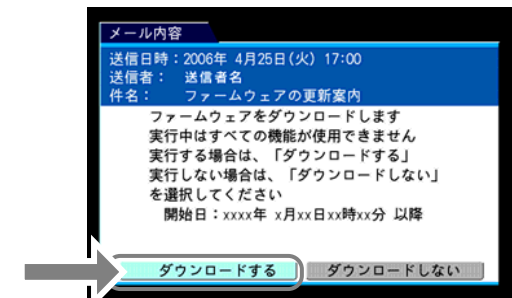 メール内容
送信日時：2006年 4月25日(火) 17:00
送信者： 送信者名
件名： ファームウェアの更新案内
ファームウェアをダウンロードします
実行中はすべての機能が使用できません
実行する場合は、「ダウンロードする」
実行しない場合は、「ダウンロードしない」
を選択してください
開始日：xxxx年 x月xx日xx時xx分 以降
ダウンロードする ダウンロードしない